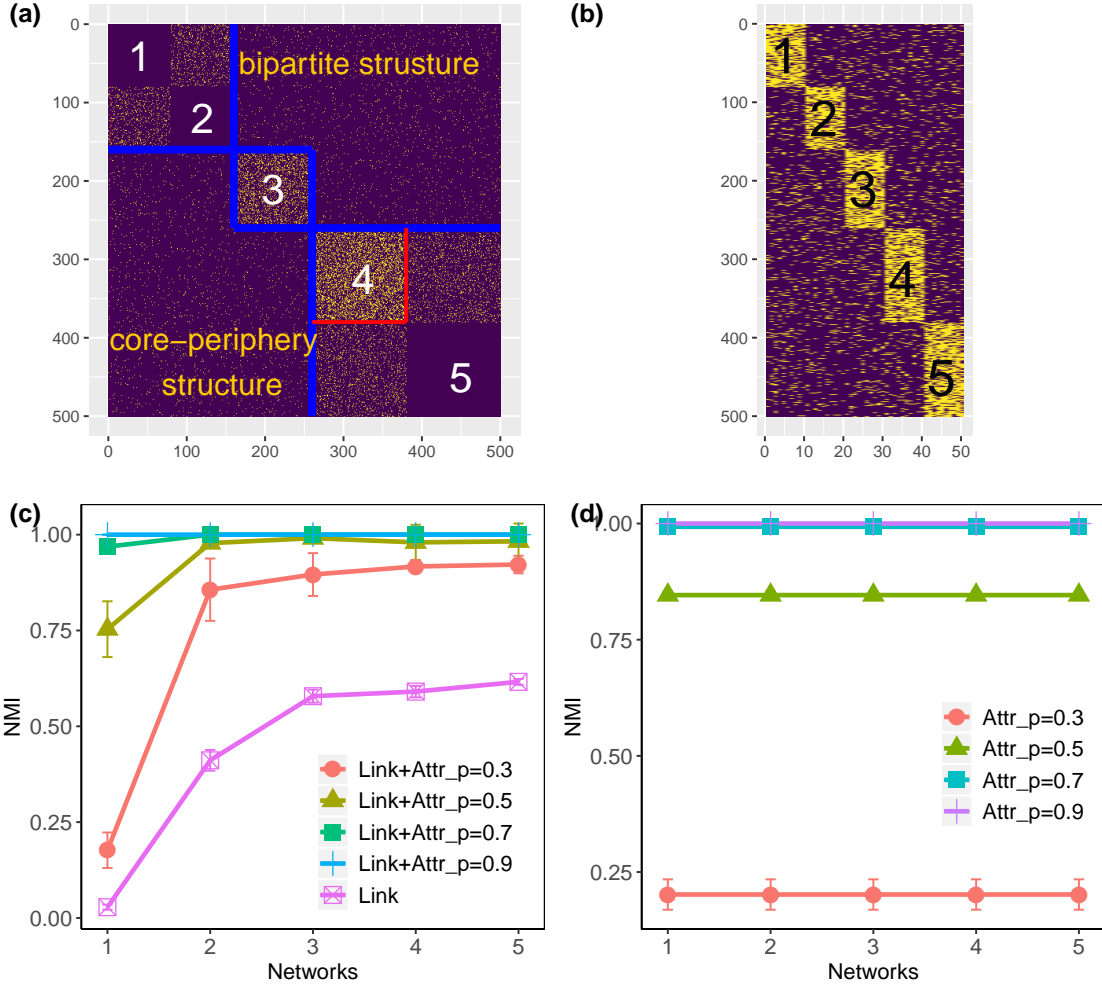 (a)
0
100
200
300
400
500
0
100
200
300
400
500
1
2
3
4
5
bipartite strusture
core−periphery
structure
(b)
0
100
200
300
400
500
0
10
20
30
40
50
1
2
3
4
5
(c)
NMI
1.00
0.75
0.50
0.25
0.00
1
2
3
4
5
Networks
Link+Attr_p=0.3
Link+Attr_p=0.5
Link+Attr_p=0.7
Link+Attr_p=0.9
Link
(d)
NMI
1.00
0.75
0.50
0.25
1
2
3
4
5
Networks
Attr_p=0.3
Attr_p=0.5
Attr_p=0.7
Attr_p=0.9